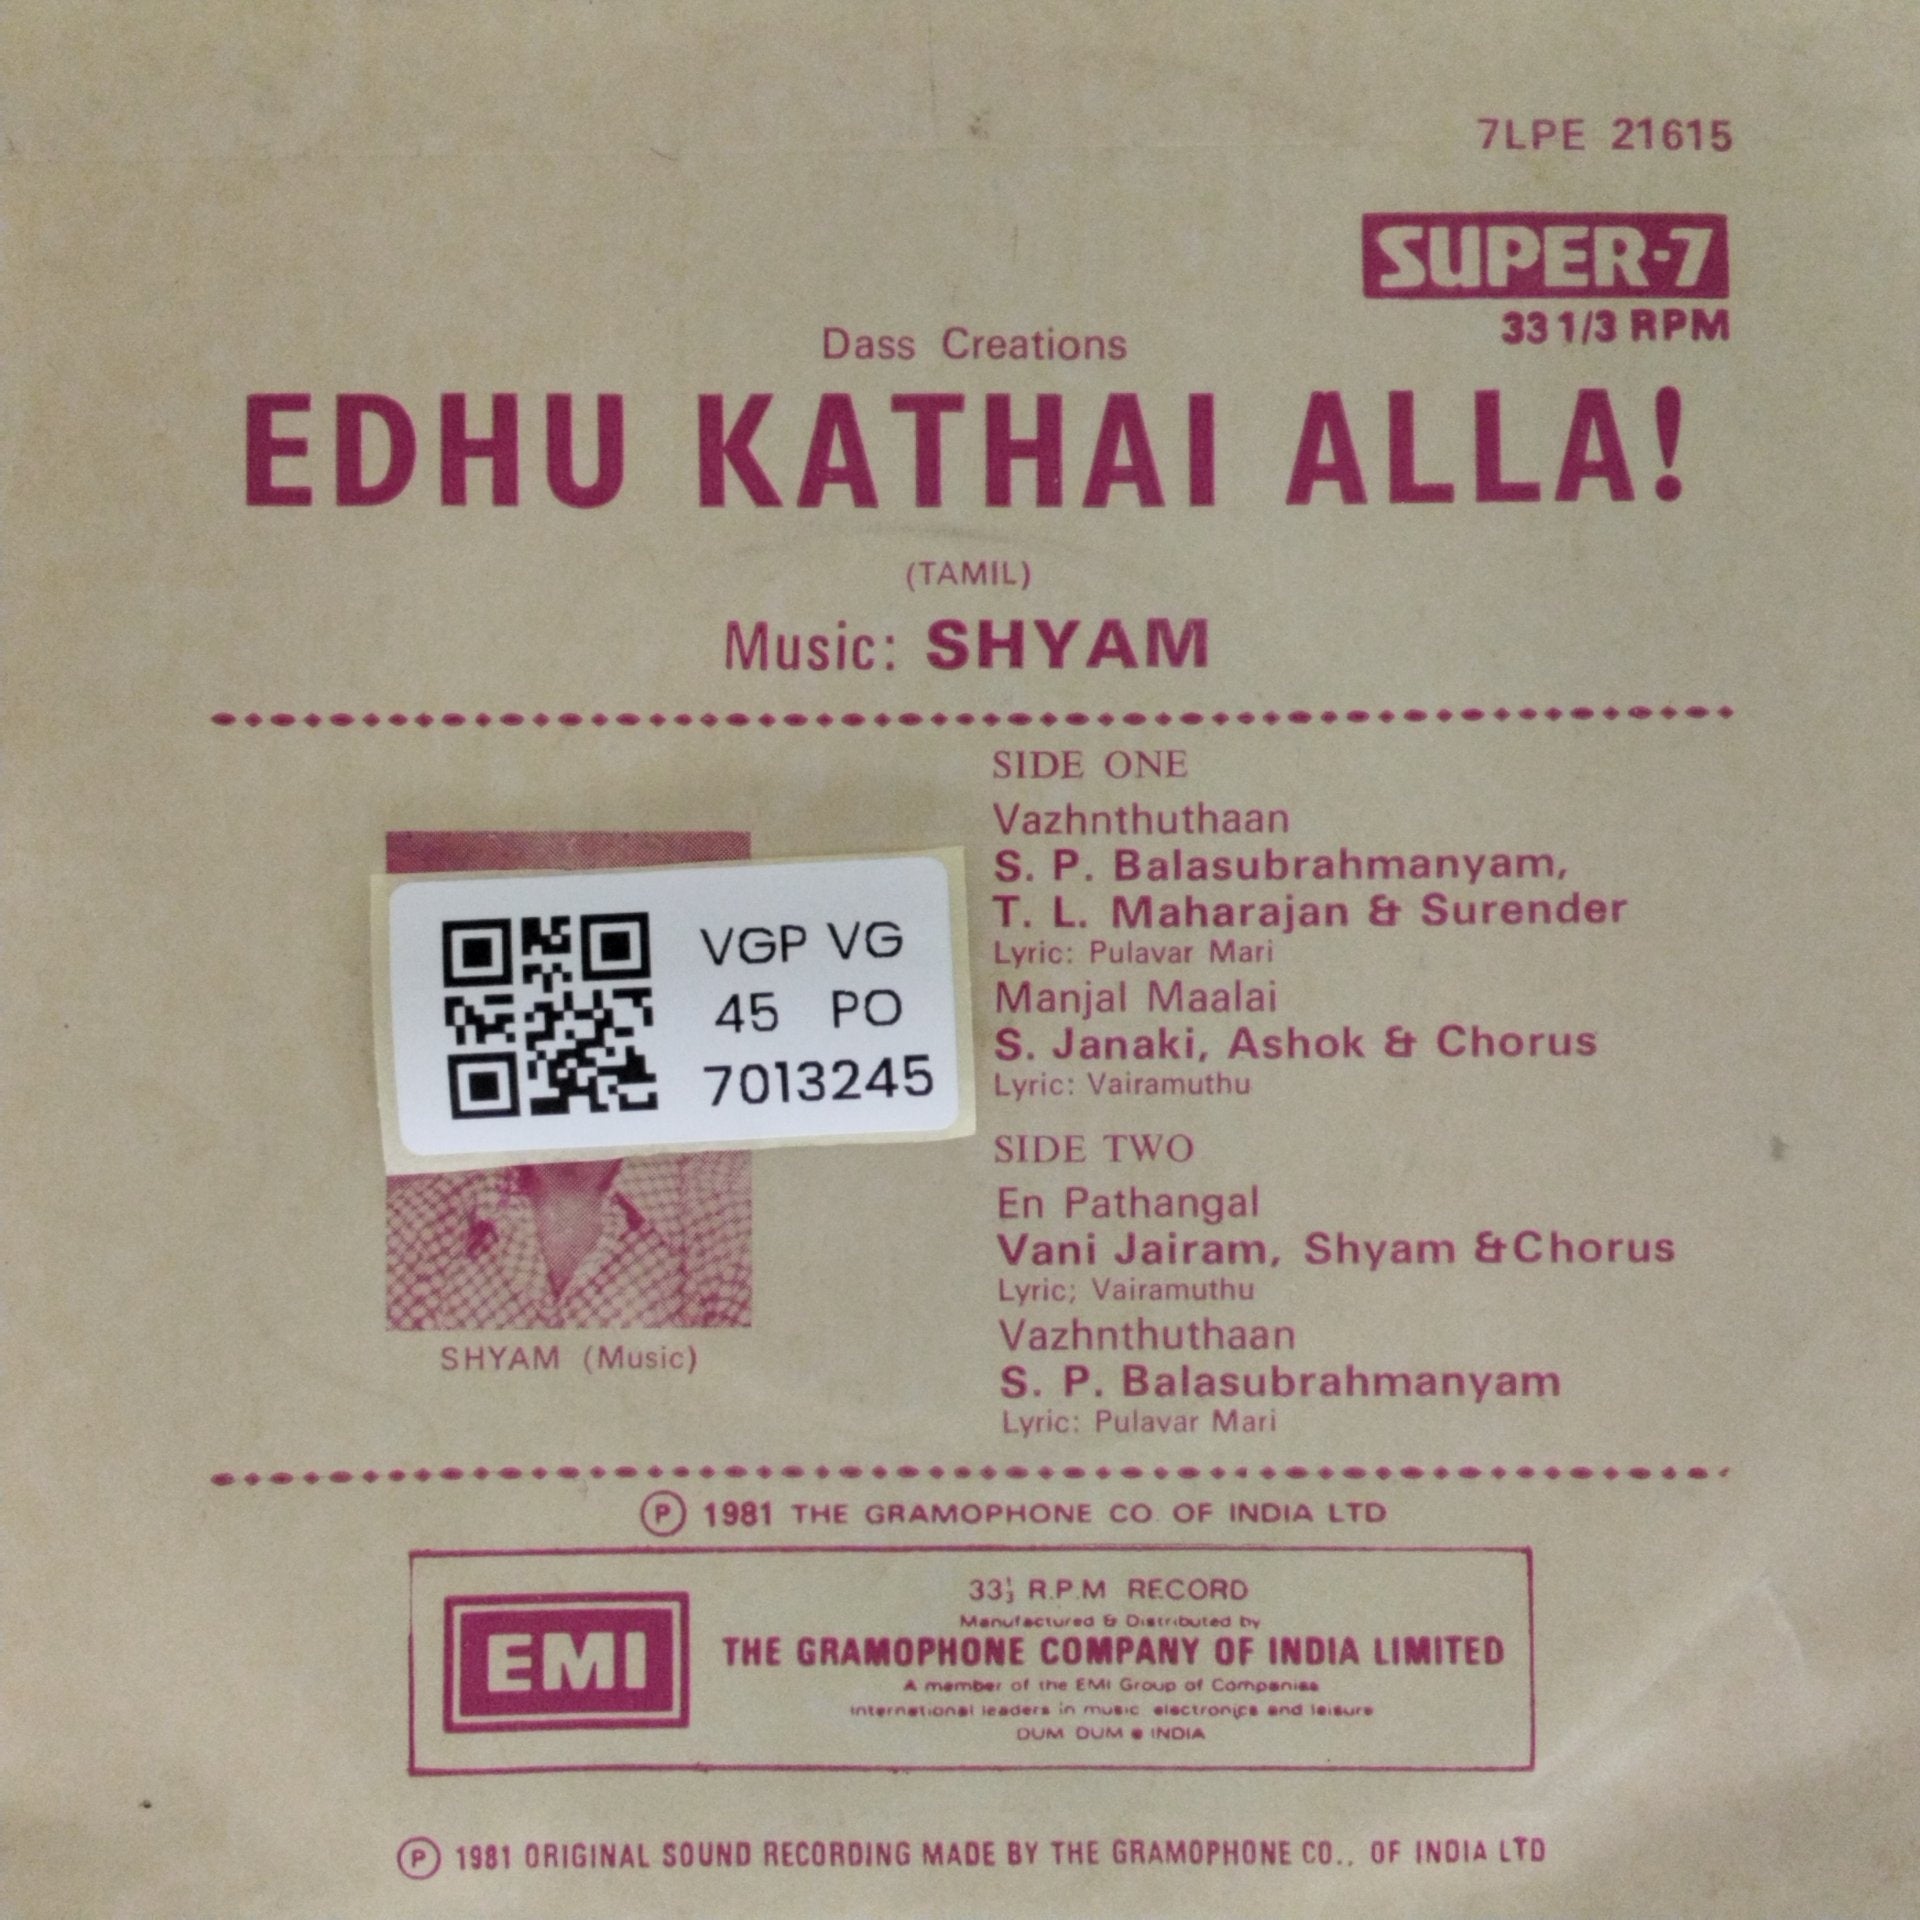 7LPE 21615
SUPER-7
33 1/3 RPM
Dass Creations
EDHU KATHAI ALLA!
(TAMIL)
Music: SHYAM
VGP VG
45 PO
7013245
SHYAM (Music)
SIDE ONE
Vazhnthuthaan
S. P. Balasubrahmanyam,
T. L. Maharajan & Surender
Lyric: Pulavar Mari
Manjal Maalai
S. Janaki, Ashok & Chorus
Lyric: Vairamuthu
SIDE TWO
En Pathangal
Vani Jairam, Shyam &Chorus
Lyric; Vairamuthu
Vazhnthuthaan
S. P. Balasubrahmanyam
Lyric: Pulavar Mari
Ⓟ 1981 THE GRAMOPHONE CO. OF INDIA LTD
EMI
33⅓ R.P.M RECORD
Manufactured & Distributed by
THE GRAMOPHONE COMPANY OF INDIA LIMITED
A member of the EMI Group of Companies
International leaders in music electronics and leisure
DUM DUM ● INDIA
Ⓟ 1981 ORIGINAL SOUND RECORDING MADE BY THE GRAMOPHONE CO., OF INDIA LTD